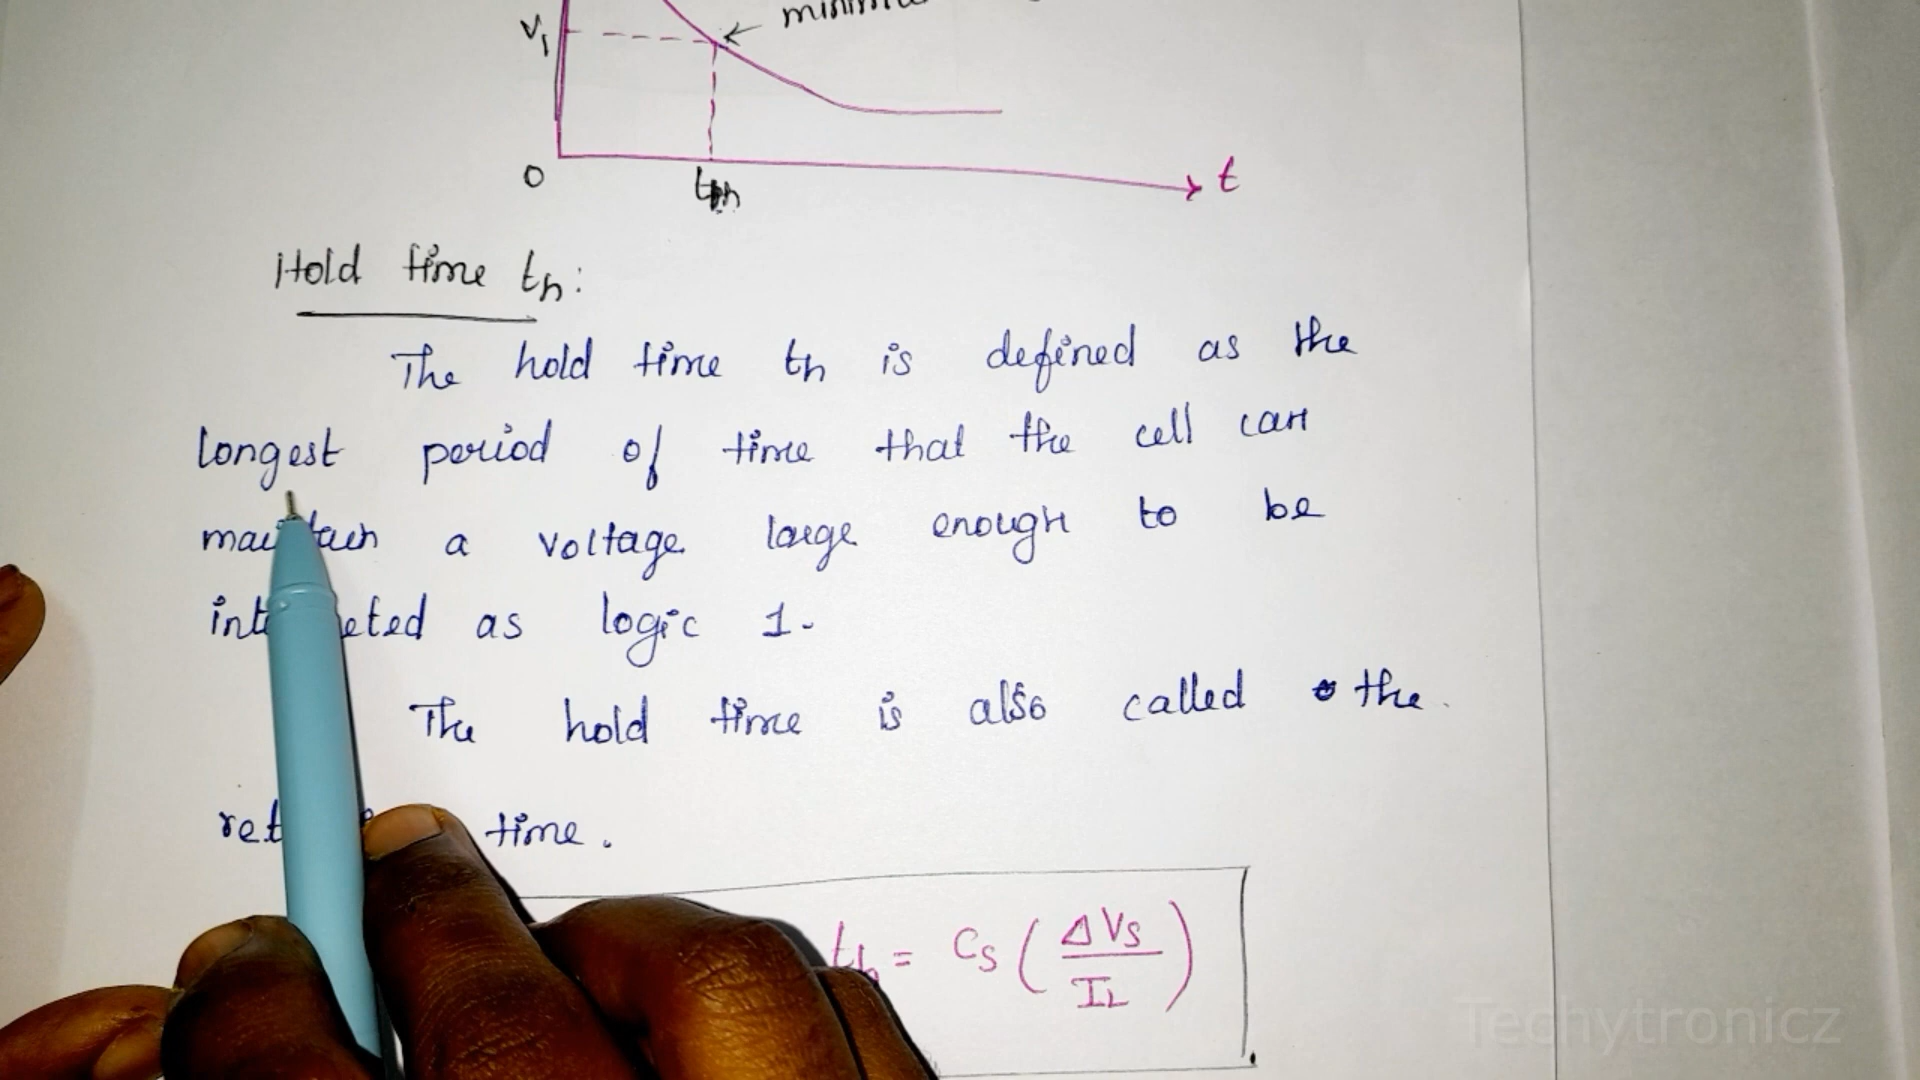 V1
0
th
t
Hold time th:
The hold time th is defined as the
longest period of time that the cell can
a voltage large enough to be
as logic 1.
The hold time is also called the
time.
th = Cs (ΔVs/IL)
Techytronicz